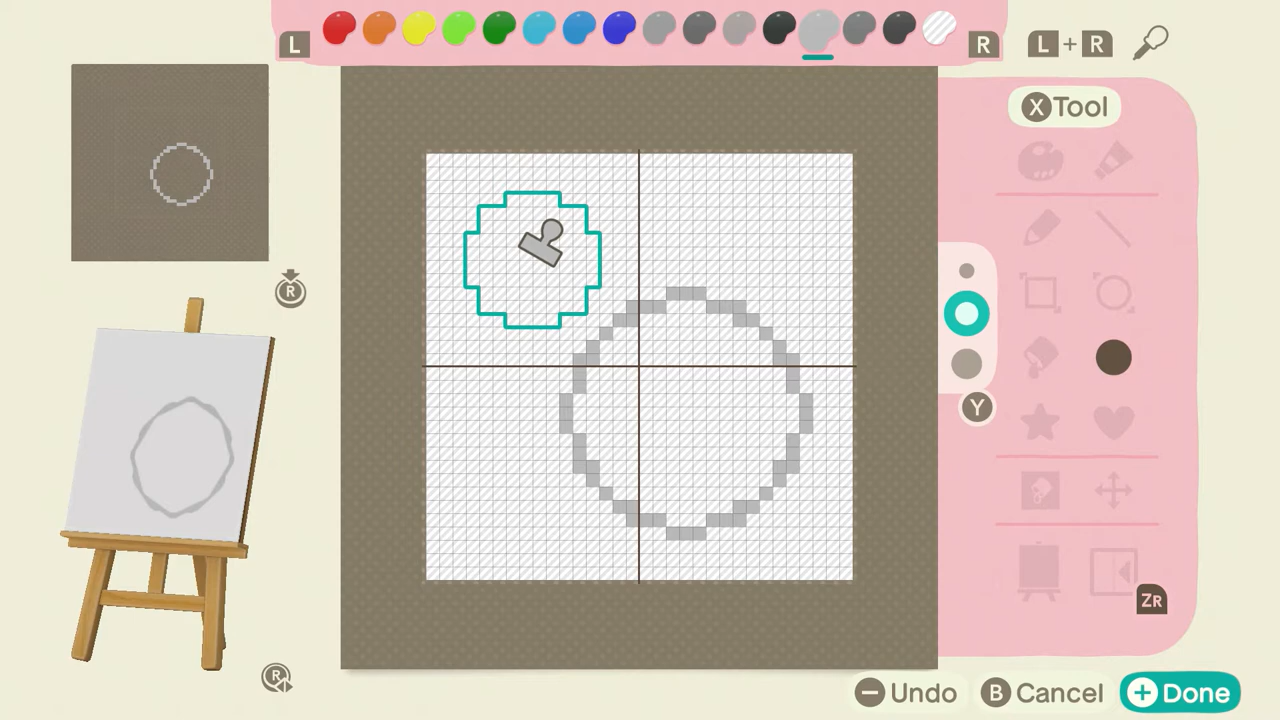 L
R
L + R
X Tool
R
Y
ZR
R
− Undo
B Cancel
+ Done